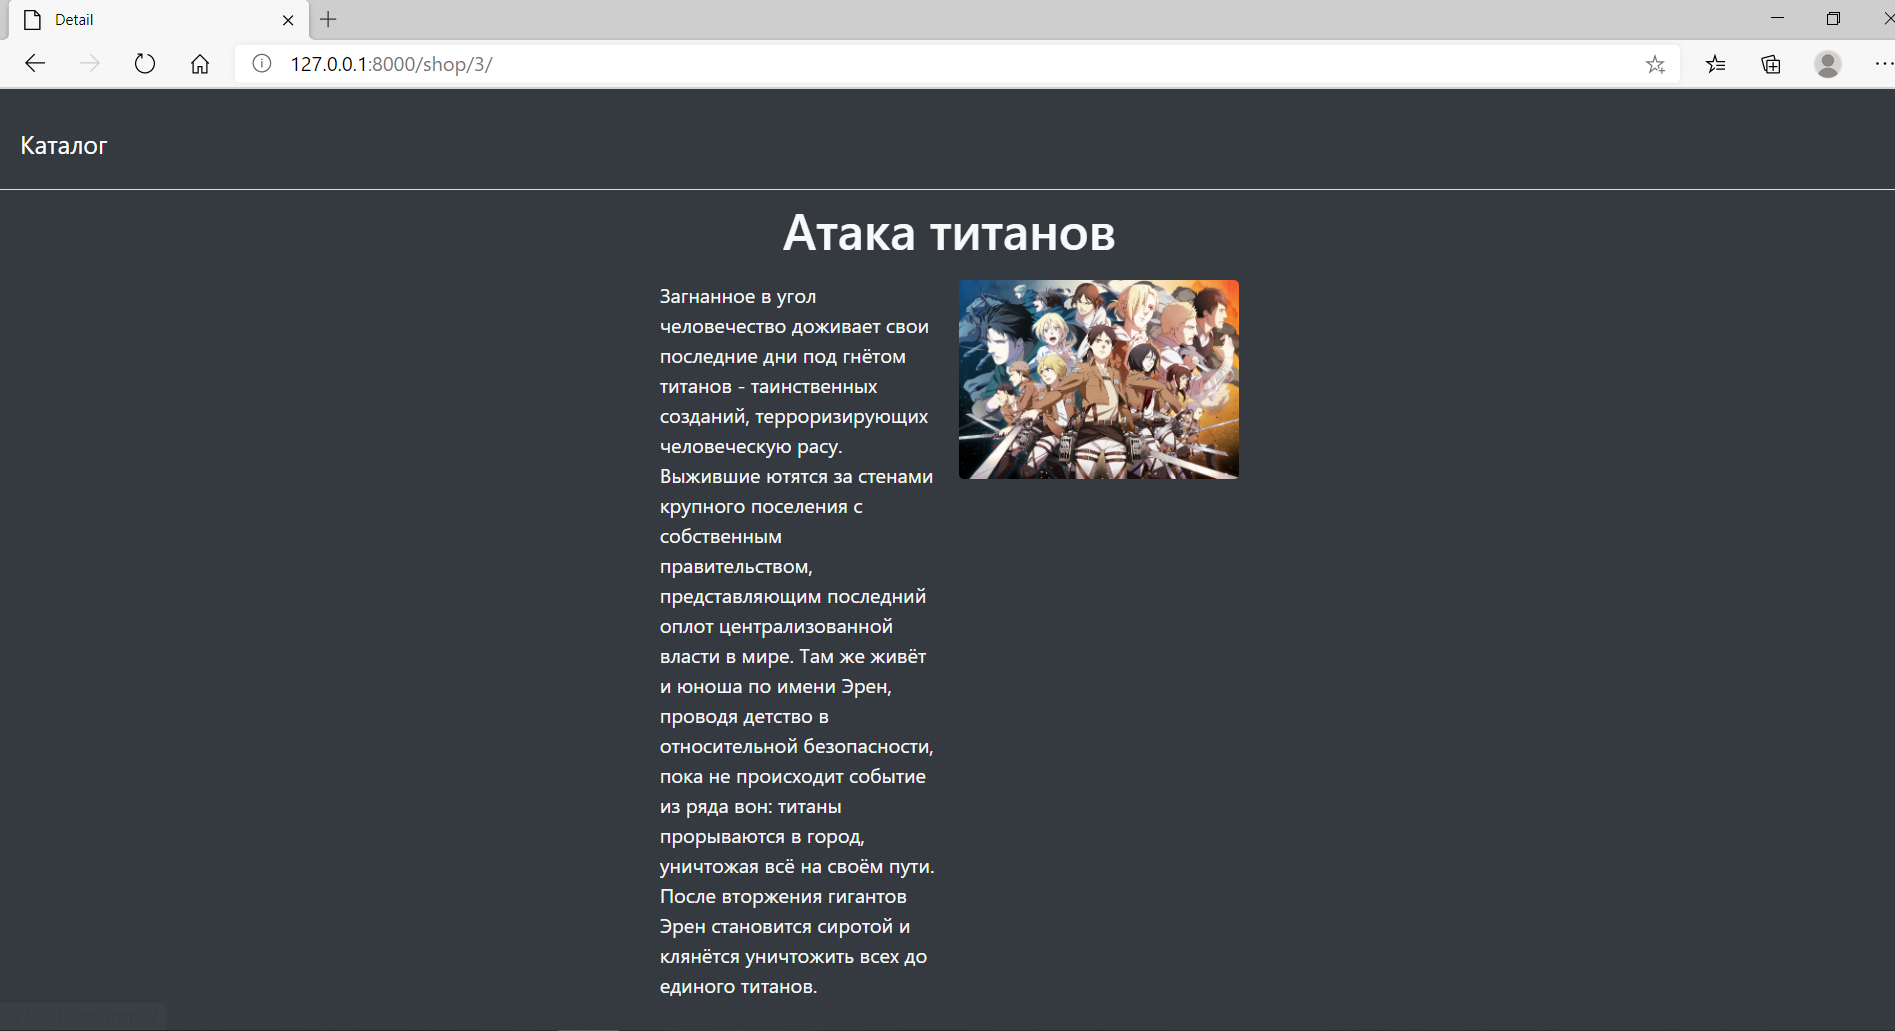 Detail
127.0.0.1:8000/shop/3/
Каталог
Атака титанов
Загнанное в угол
человечество доживает свои
последние дни под гнётом
титанов - таинственных
созданий, терроризирующих
человеческую расу.
Выжившие ютятся за стенами
крупного поселения с
собственным
правительством,
представляющим последний
оплот централизованной
власти в мире. Там же живёт
и юноша по имени Эрен,
проводя детство в
относительной безопасности,
пока не происходит событие
из ряда вон: титаны
прорываются в город,
уничтожая всё на своём пути.
После вторжения гигантов
Эрен становится сиротой и
клянётся уничтожить всех до
единого титанов.